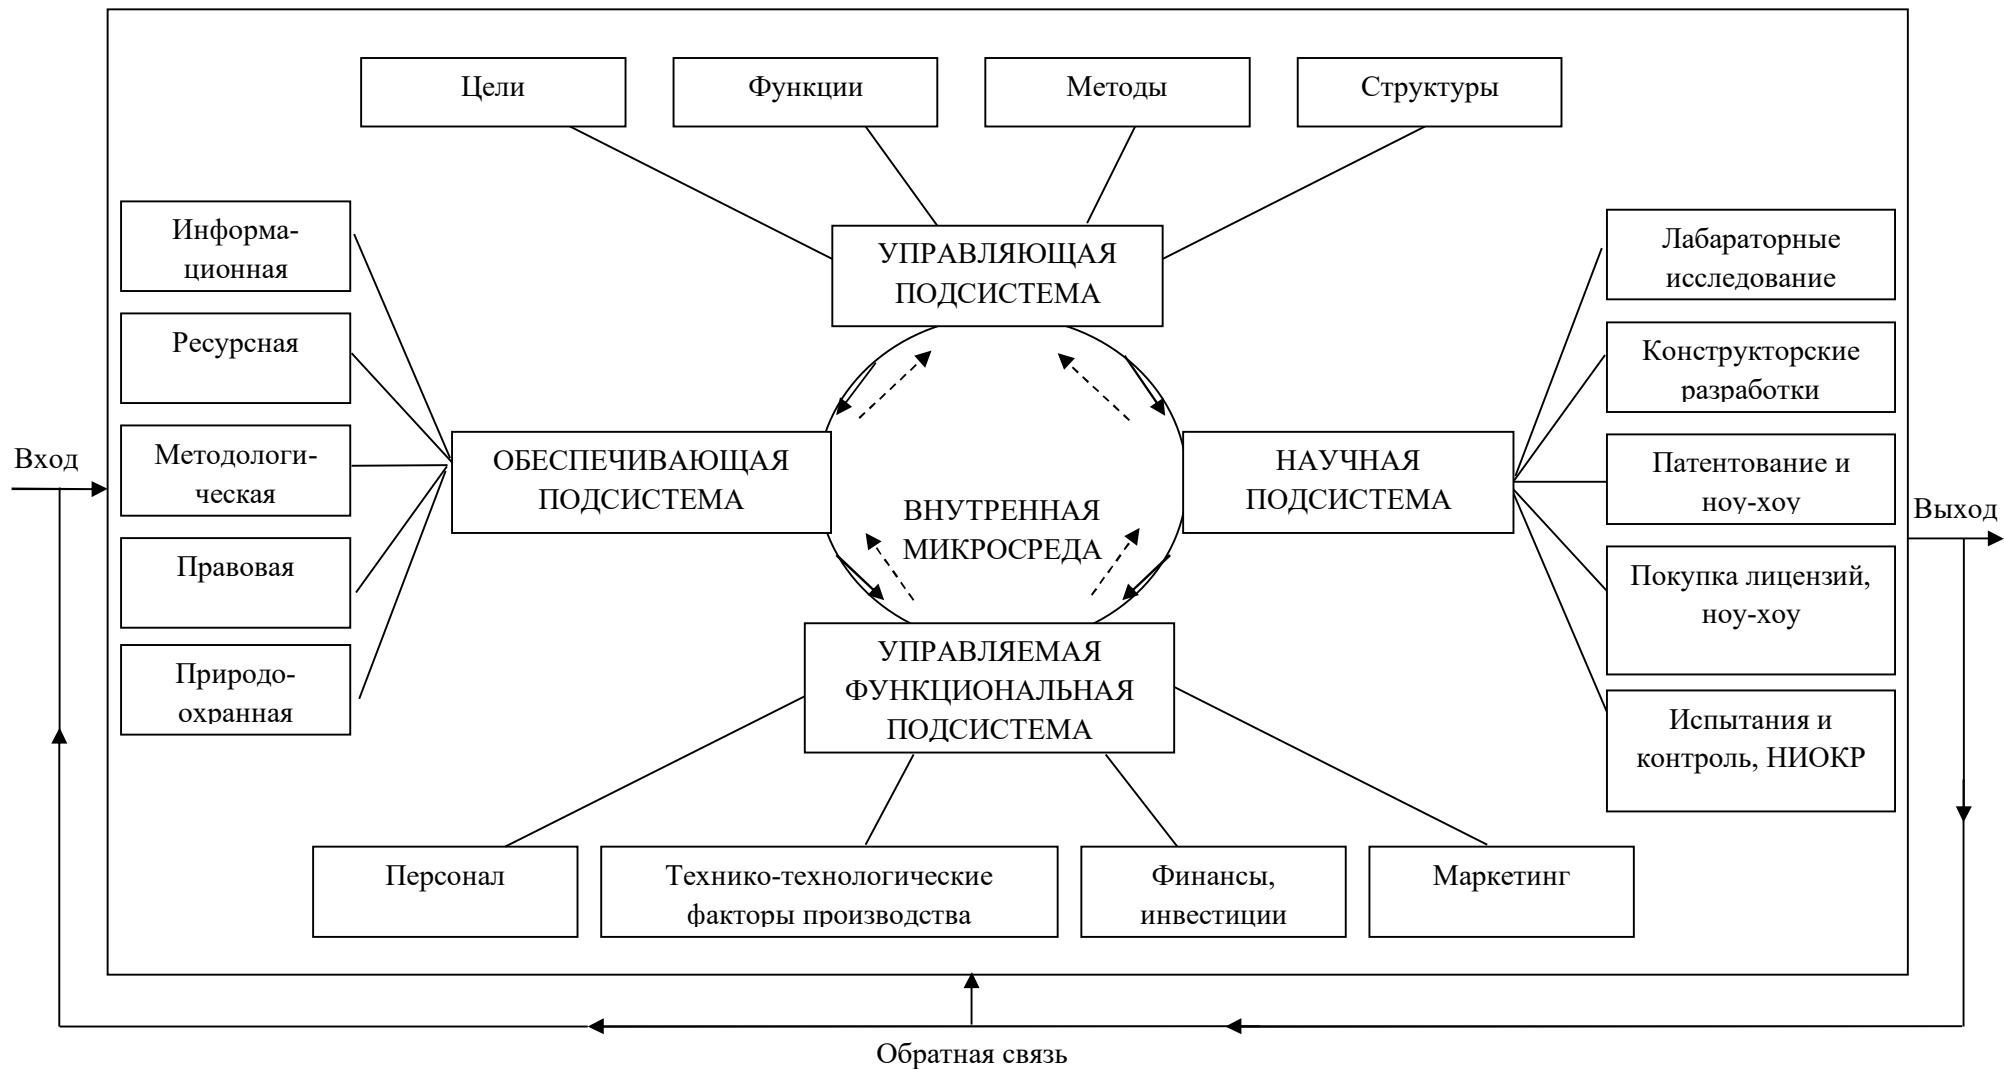 Цели
Функции
Методы
Структуры
Информа-
ционная
Ресурсная
Методологи-
ческая
Правовая
Природо-
охранная
Вход
УПРАВЛЯЮЩАЯ
ПОДСИСТЕМА
ОБЕСПЕЧИВАЮЩАЯ
ПОДСИСТЕМА
ВНУТРЕННАЯ
МИКРОСРЕДА
НАУЧНАЯ
ПОДСИСТЕМА
УПРАВЛЯЕМАЯ
ФУНКЦИОНАЛЬНАЯ
ПОДСИСТЕМА
Лабараторные
исследование
Конструкторские
разработки
Патентование и
ноу-хоу
Покупка лицензий,
ноу-хоу
Испытания и
контроль, НИОКР
Выход
Персонал
Технико-технологические
факторы производства
Финансы,
инвестиции
Маркетинг
Обратная связь